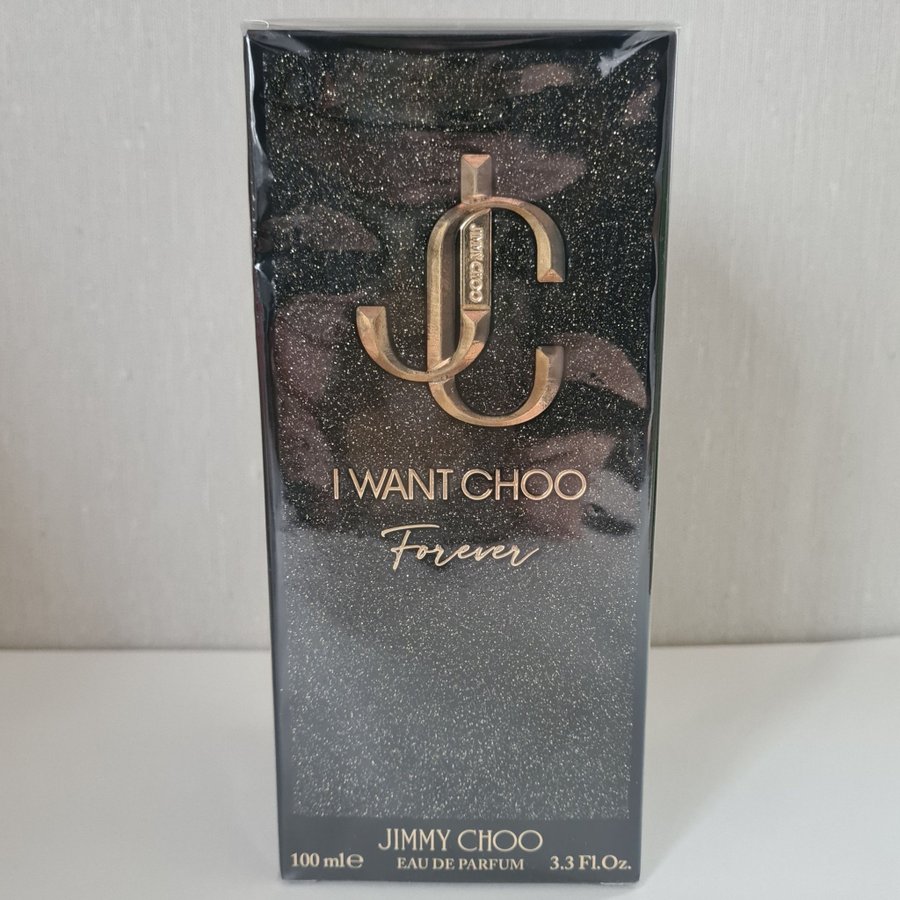 JC
JIMMY CHOO
I WANT CHOO
Forever
JIMMY CHOO
100 ml℮ EAU DE PARFUM 3.3 Fl.Oz.